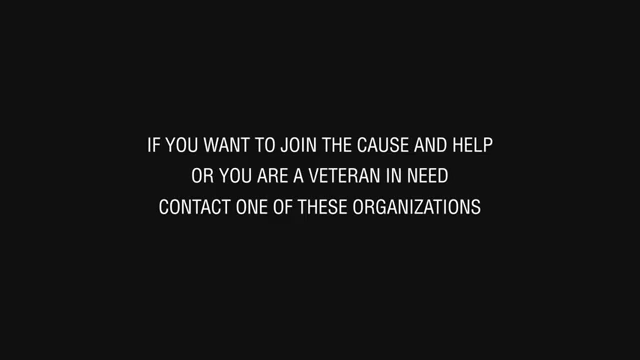 IF YOU WANT TO JOIN THE CAUSE AND HELP
OR YOU ARE A VETERAN IN NEED
CONTACT ONE OF THESE ORGANIZATIONS